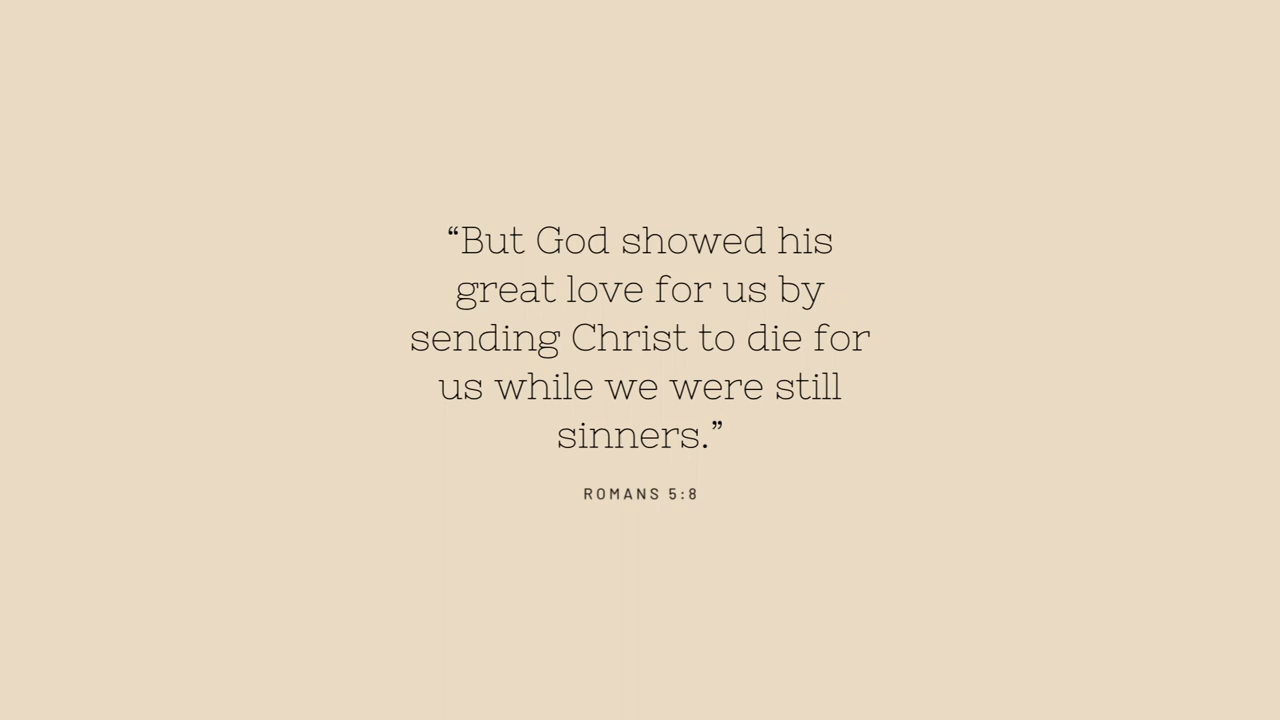 “But God showed his
great love for us by
sending Christ to die for
us while we were still
sinners.”
ROMANS 5:8